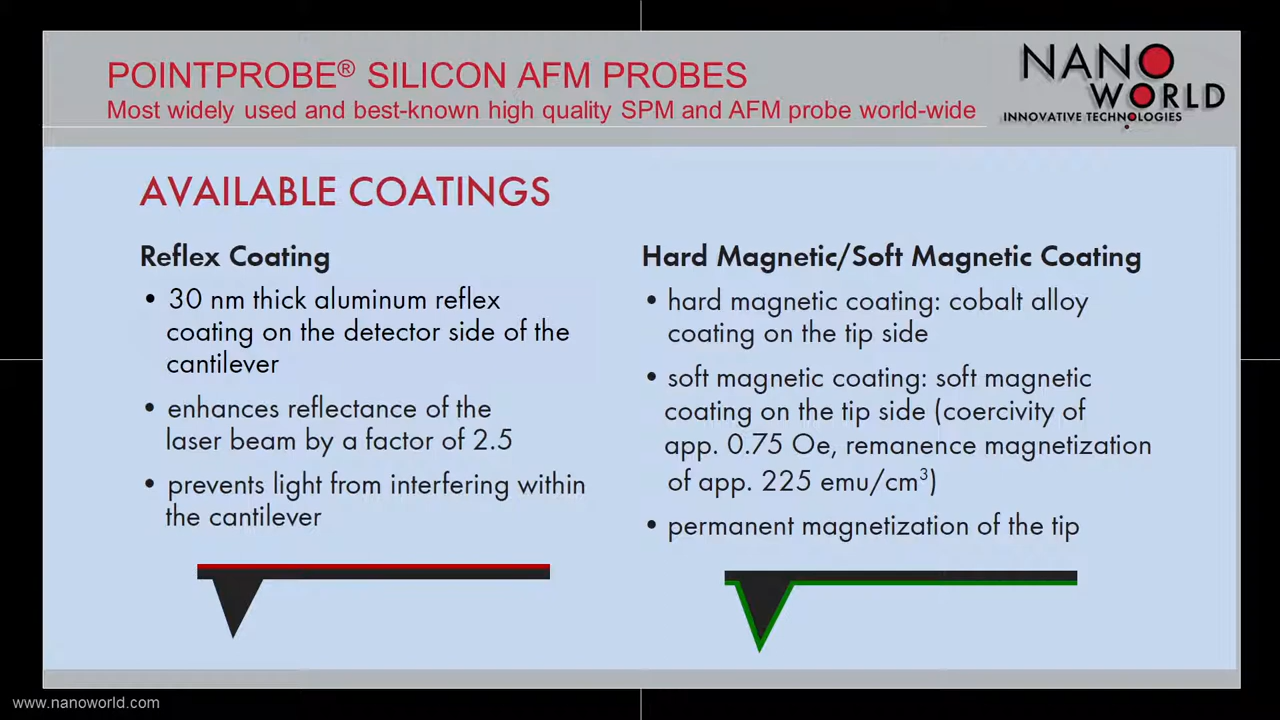 POINTPROBE® SILICON AFM PROBES
Most widely used and best-known high quality SPM and AFM probe world-wide
NANO
WORLD
INNOVATIVE TECHNOLOGIES
AVAILABLE COATINGS
Reflex Coating
• 30 nm thick aluminum reflex
coating on the detector side of the
cantilever
• enhances reflectance of the
laser beam by a factor of 2.5
• prevents light from interfering within
the cantilever
Hard Magnetic/Soft Magnetic Coating
• hard magnetic coating: cobalt alloy
coating on the tip side
• soft magnetic coating: soft magnetic
coating on the tip side (coercivity of
app. 0.75 Oe, remanence magnetization
of app. 225 emu/cm³)
• permanent magnetization of the tip
www.nanoworld.com